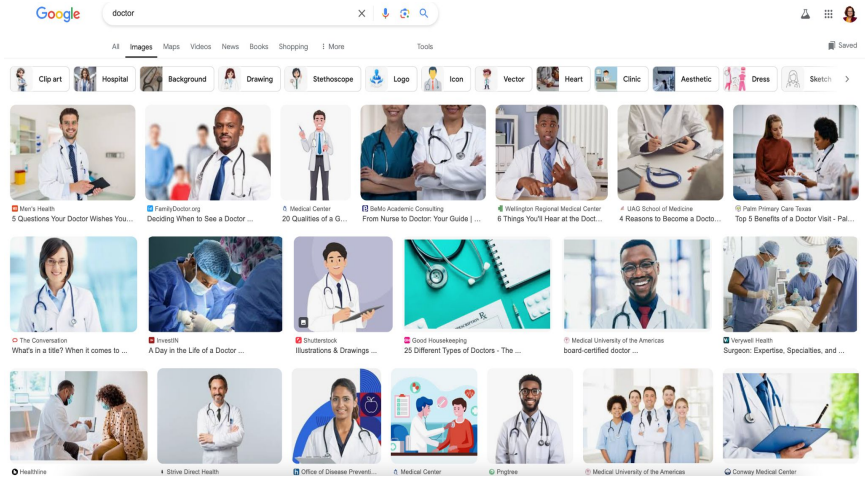 Google
doctor
All Images Maps Videos News Books Shopping More Tools
Saved
Clip art Hospital Background Drawing Stethoscope Logo Icon Vector Heart Clinic Aesthetic Dress Sketch
Men's Health FamilyDoctor.org Medical Center BeMo Academic Consulting Wellington Regional Medical Center UAG School of Medicine Palm Primary Care Texas
5 Questions Your Doctor Wishes You... Deciding When to See a Doctor ... 20 Qualities of a G... From Nurse to Doctor: Your Guide | ... 6 Things You'll Hear at the Doct... 4 Reasons to Become a Docto... Top 5 Benefits of a Doctor Visit - Pal...
The Conversation InvestIN Shutterstock Good Housekeeping Medical University of the Americas Verywell Health
What's in a title? When it comes to ... A Day in the Life of a Doctor ... Illustrations & Drawings ... 25 Different Types of Doctors - The ... board-certified doctor ... Surgeon: Expertise, Specialties, and ...
Healthline Strive Direct Health Office of Disease Preventi... Medical Center Pngtree Medical University of the Americas Conway Medical Center